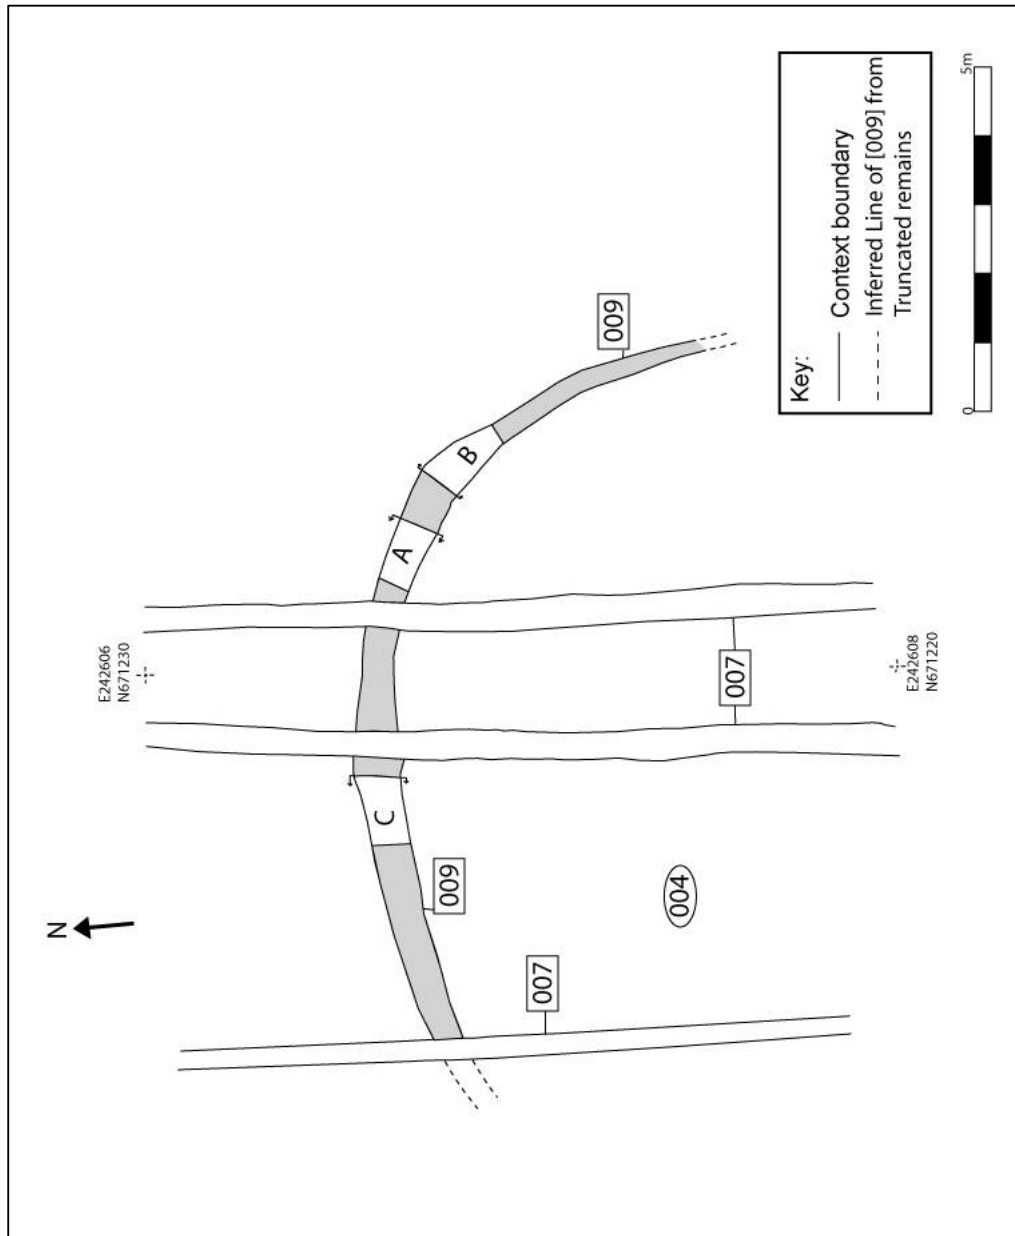 Key:
Context boundary
Inferred Line of [009] from
Truncated remains
0
5m
N
E242606
N671230
E242608
N671220
009
009
007
007
004
A
B
C